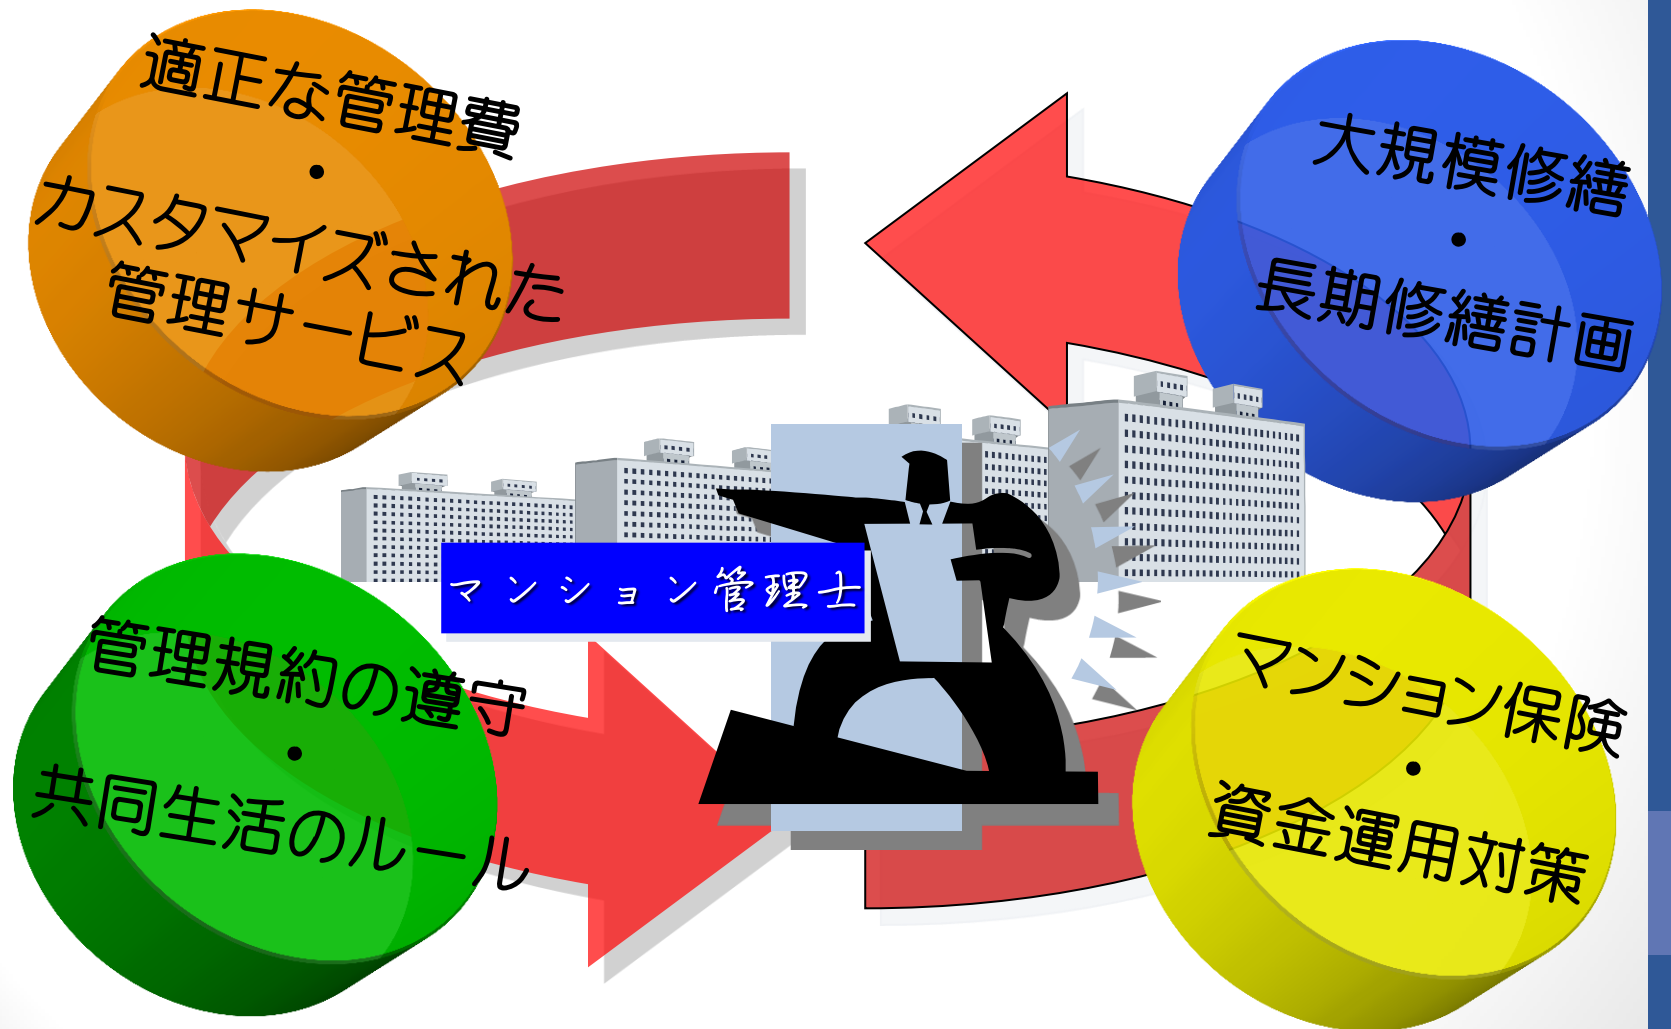 適正な管理費
・
カスタマイズされた
管理サービス
大規模修繕
・
長期修繕計画
マンション管理士
管理規約の遵守
・
共同生活のルール
マンション保険
・
資金運用対策